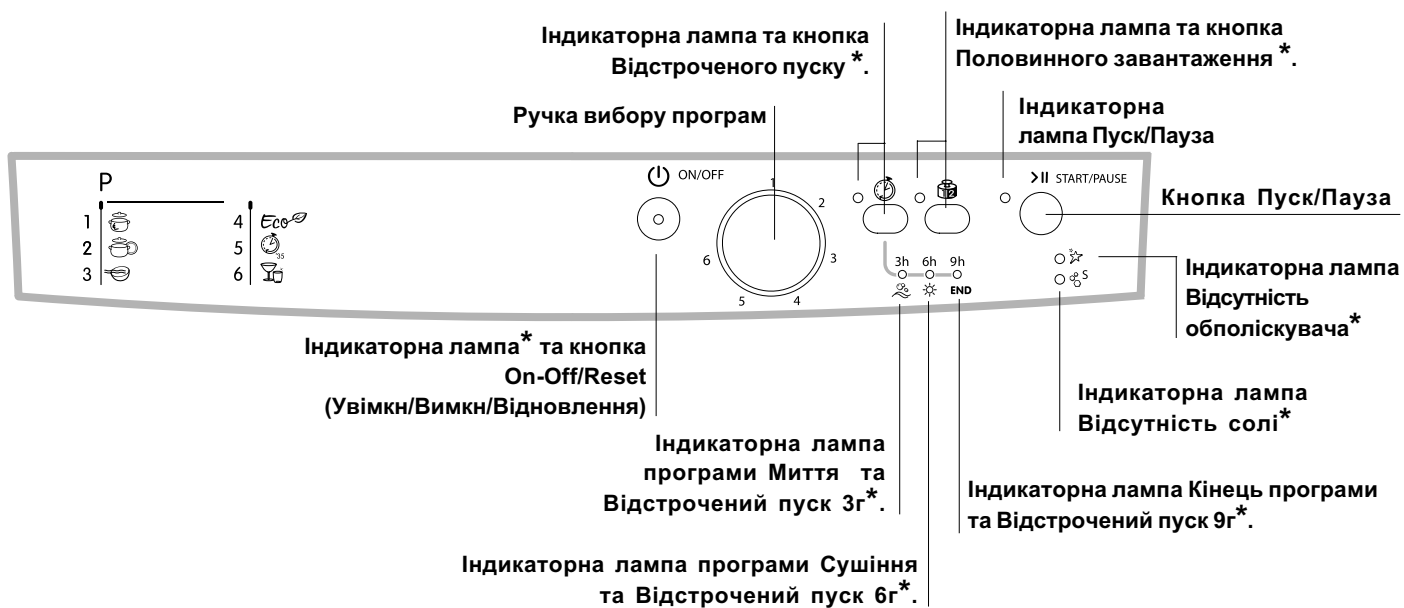 Індикаторна лампа та кнопка
Відстроченого пуску *.
Індикаторна лампа та кнопка
Половинного завантаження *.
Ручка вибору програм
Індикаторна
лампа Пуск/Пауза
P
1
2
3
4 Eco
5 35
6
ON/OFF
1
2
3
4
5
6
1/2
START/PAUSE
Кнопка Пуск/Пауза
3h 6h 9h
END
S
Індикаторна лампа
Відсутність
обполіскувача*
Індикаторна лампа* та кнопка
On-Off/Reset
(Увімкн/Вимкн/Відновлення)
Індикаторна лампа
Відсутність солі*
Індикаторна лампа
програми Миття та
Відстрочений пуск 3г*.
Індикаторна лампа Кінець програми
та Відстрочений пуск 9г*.
Індикаторна лампа програми Сушіння
та Відстрочений пуск 6г*.